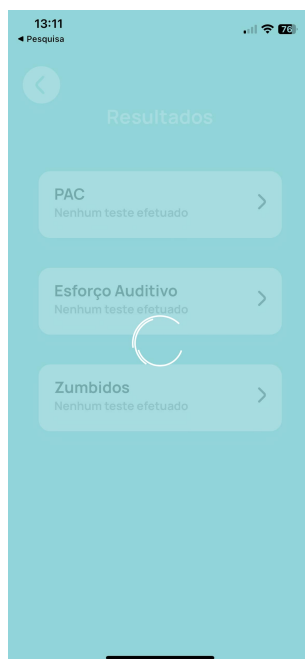 13:11
◀ Pesquisa
76
Resultados
PAC
Nenhum teste efetuado
Esforço Auditivo
Nenhum teste efetuado
Zumbidos
Nenhum teste efetuado